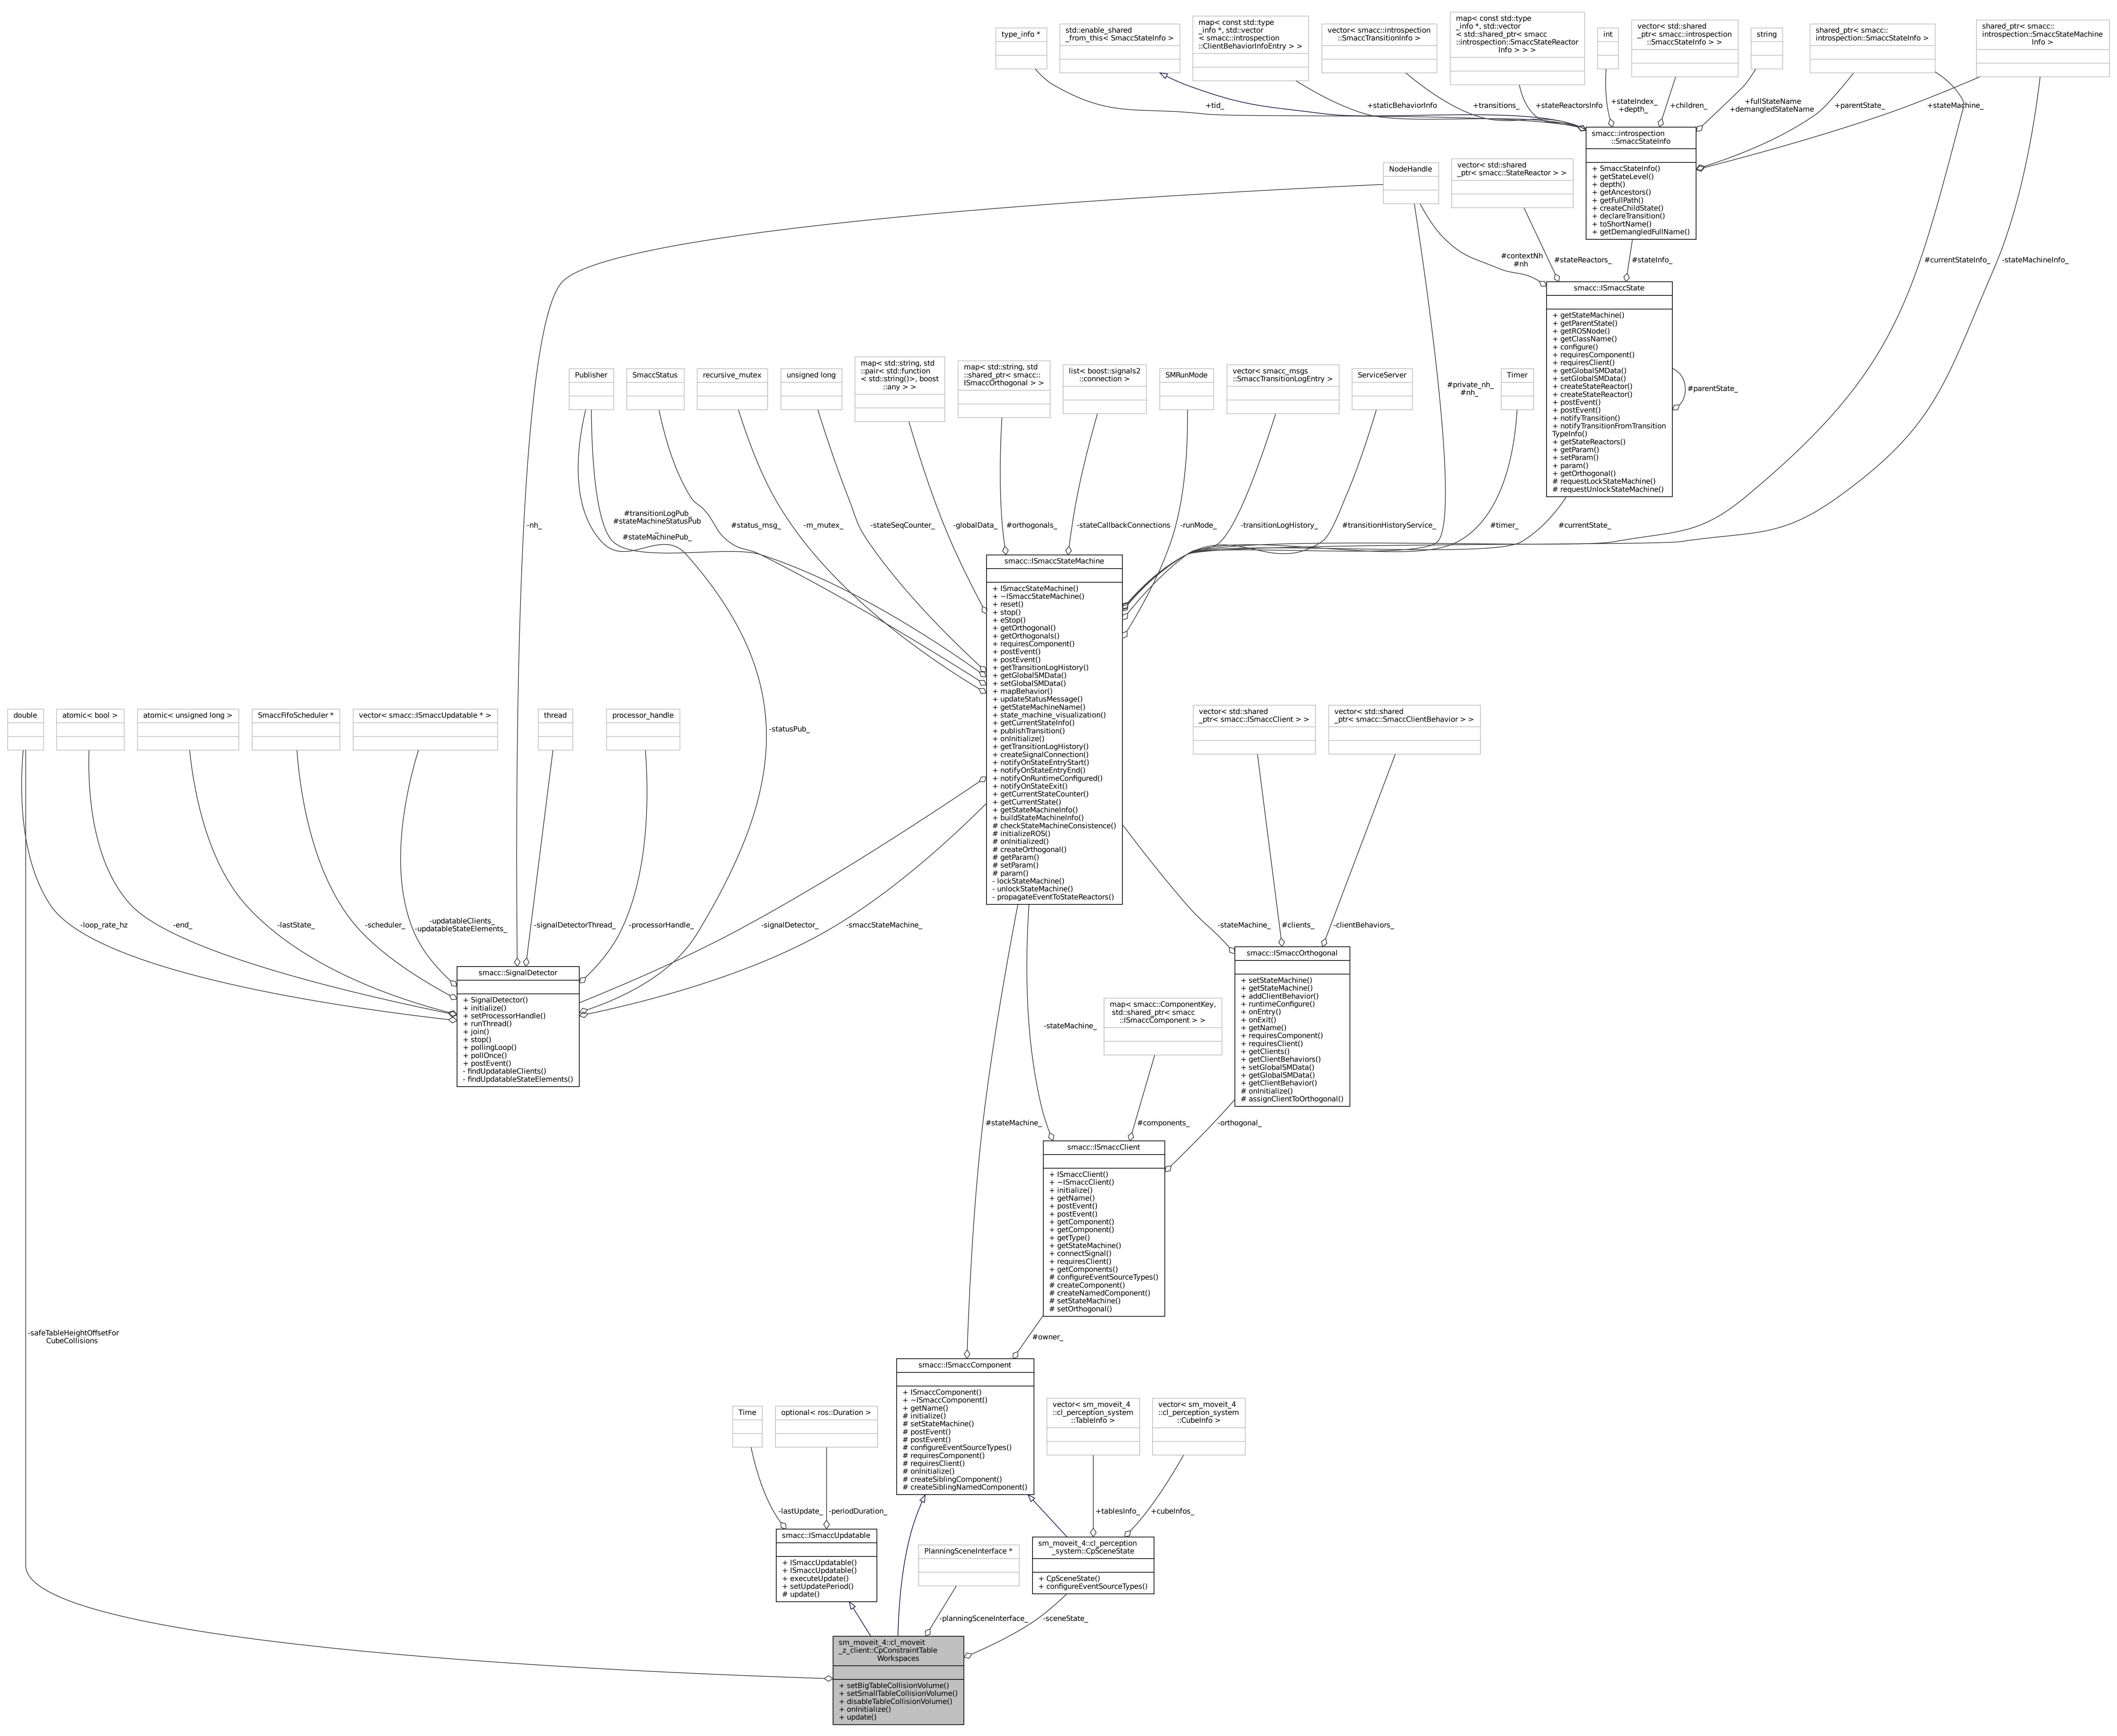 type_info *
std::enable_shared
_from_this< SmaccStateInfo >
map< const std::type
_info *, std::vector
< smacc::introspection
::ClientBehaviorInfoEntry > >
vector< smacc::introspection
::SmaccTransitionInfo >
map< const std::type
_info *, std::vector
< std::shared_ptr< smacc
::introspection::SmaccStateReactor
Info > > >
int
vector< std::shared
_ptr< smacc::introspection
::SmaccStateInfo > >
string
shared_ptr< smacc::
introspection::SmaccStateInfo >
shared_ptr< smacc::
introspection::SmaccStateMachine
Info >
+tid_
+staticBehaviorInfo
+transitions_
+stateReactorsInfo
+stateIndex_
+depth_
+children_
+fullStateName
+demangledStateName
+parentState_
+stateMachine_
smacc::introspection
::SmaccStateInfo
+ SmaccStateInfo()
+ getStateLevel()
+ depth()
+ getAncestors()
+ getFullPath()
+ createChildState()
+ declareTransition()
+ toShortName()
+ getDemangledFullName()
NodeHandle
vector< std::shared
_ptr< smacc::StateReactor > >
#contextNh
#nh
#stateReactors_
#stateInfo_
#currentStateInfo_
-stateMachineInfo_
smacc::ISmaccState
+ getStateMachine()
+ getParentState()
+ getROSNode()
+ getClassName()
+ configure()
+ requiresComponent()
+ requiresClient()
+ getGlobalSMData()
+ setGlobalSMData()
+ createStateReactor()
+ createStateReactor()
+ postEvent()
+ postEvent()
+ notifyTransition()
+ notifyTransitionFromTransition
TypeInfo()
+ getStateReactors()
+ getParam()
+ setParam()
+ param()
+ getOrthogonal()
# requestLockStateMachine()
# requestUnlockStateMachine()
#parentState_
Publisher
SmaccStatus
recursive_mutex
unsigned long
map< std::string, std
::pair< std::function
< std::string()>, boost
::any > >
map< std::string, std
::shared_ptr< smacc::
ISmaccOrthogonal > >
list< boost::signals2
::connection >
SMRunMode
vector< smacc_msgs
::SmaccTransitionLogEntry >
ServiceServer
Timer
#private_nh_
#nh_
-nh_
#transitionLogPub_
#stateMachineStatusPub
_
#stateMachinePub_
#status_msg_
-m_mutex_
-stateSeqCounter_
-globalData_
#orthogonals_
-stateCallbackConnections
-runMode_
-transitionLogHistory_
#transitionHistoryService_
#timer_
#currentState_
smacc::ISmaccStateMachine
+ ISmaccStateMachine()
+ ~ISmaccStateMachine()
+ reset()
+ stop()
+ eStop()
+ getOrthogonal()
+ getOrthogonals()
+ requiresComponent()
+ postEvent()
+ postEvent()
+ getTransitionLogHistory()
+ getGlobalSMData()
+ setGlobalSMData()
+ mapBehavior()
+ updateStatusMessage()
+ getStateMachineName()
+ state_machine_visualization()
+ getCurrentStateInfo()
+ publishTransition()
+ onInitialize()
+ getTransitionLogHistory()
+ createSignalConnection()
+ notifyOnStateEntryStart()
+ notifyOnStateEntryEnd()
+ notifyOnRuntimeConfigured()
+ notifyOnStateExit()
+ getCurrentStateCounter()
+ getCurrentState()
+ getStateMachineInfo()
+ buildStateMachineInfo()
# checkStateMachineConsistence()
# initializeROS()
# onInitialized()
# createOrthogonal()
# getParam()
# setParam()
# param()
- lockStateMachine()
- unlockStateMachine()
- propagateEventToStateReactors()
double
atomic< bool >
atomic< unsigned long >
SmaccFifoScheduler *
vector< smacc::ISmaccUpdatable * >
thread
processor_handle
-statusPub_
vector< std::shared
_ptr< smacc::ISmaccClient > >
vector< std::shared
_ptr< smacc::SmaccClientBehavior > >
-loop_rate_hz
-end_
-lastState_
-scheduler_
-updatableClients_
-updatableStateElements_
-signalDetectorThread_
-processorHandle_
-signalDetector_
-smaccStateMachine_
-stateMachine_
#clients_
-clientBehaviors_
smacc::SignalDetector
+ SignalDetector()
+ initialize()
+ setProcessorHandle()
+ runThread()
+ join()
+ stop()
+ pollingLoop()
+ pollOnce()
+ postEvent()
- findUpdatableClients()
- findUpdatableStateElements()
smacc::ISmaccOrthogonal
+ setStateMachine()
+ getStateMachine()
+ addClientBehavior()
+ runtimeConfigure()
+ onEntry()
+ onExit()
+ getName()
+ requiresComponent()
+ requiresClient()
+ getClients()
+ getClientBehaviors()
+ setGlobalSMData()
+ getGlobalSMData()
+ getClientBehavior()
# onInitialize()
# assignClientToOrthogonal()
map< smacc::ComponentKey,
std::shared_ptr< smacc
::ISmaccComponent > >
-stateMachine_
#stateMachine_
#components_
-orthogonal_
smacc::ISmaccClient
+ ISmaccClient()
+ ~ISmaccClient()
+ initialize()
+ getName()
+ postEvent()
+ postEvent()
+ getComponent()
+ getComponent()
+ getType()
+ getStateMachine()
+ connectSignal()
+ requiresClient()
+ getComponents()
# configureEventSourceTypes()
# createComponent()
# createNamedComponent()
# setStateMachine()
# setOrthogonal()
-safeTableHeightOffsetFor
CubeCollisions
#owner_
smacc::ISmaccComponent
+ ISmaccComponent()
+ ~ISmaccComponent()
+ getName()
# initialize()
# setStateMachine()
# postEvent()
# postEvent()
# configureEventSourceTypes()
# requiresComponent()
# requiresClient()
# onInitialize()
# createSiblingComponent()
# createSiblingNamedComponent()
Time
optional< ros::Duration >
vector< sm_moveit_4
::cl_perception_system
::TableInfo >
vector< sm_moveit_4
::cl_perception_system
::CubeInfo >
-lastUpdate_
-periodDuration_
+tablesInfo_
+cubeInfos_
smacc::ISmaccUpdatable
+ ISmaccUpdatable()
+ ISmaccUpdatable()
+ executeUpdate()
+ setUpdatePeriod()
# update()
PlanningSceneInterface *
sm_moveit_4::cl_perception
_system::CpSceneState
+ CpSceneState()
+ configureEventSourceTypes()
-planningSceneInterface_
-sceneState_
sm_moveit_4::cl_moveit
_z_client::CpConstraintTable
Workspaces
+ setBigTableCollisionVolume()
+ setSmallTableCollisionVolume()
+ disableTableCollisionVolume()
+ onInitialize()
+ update()